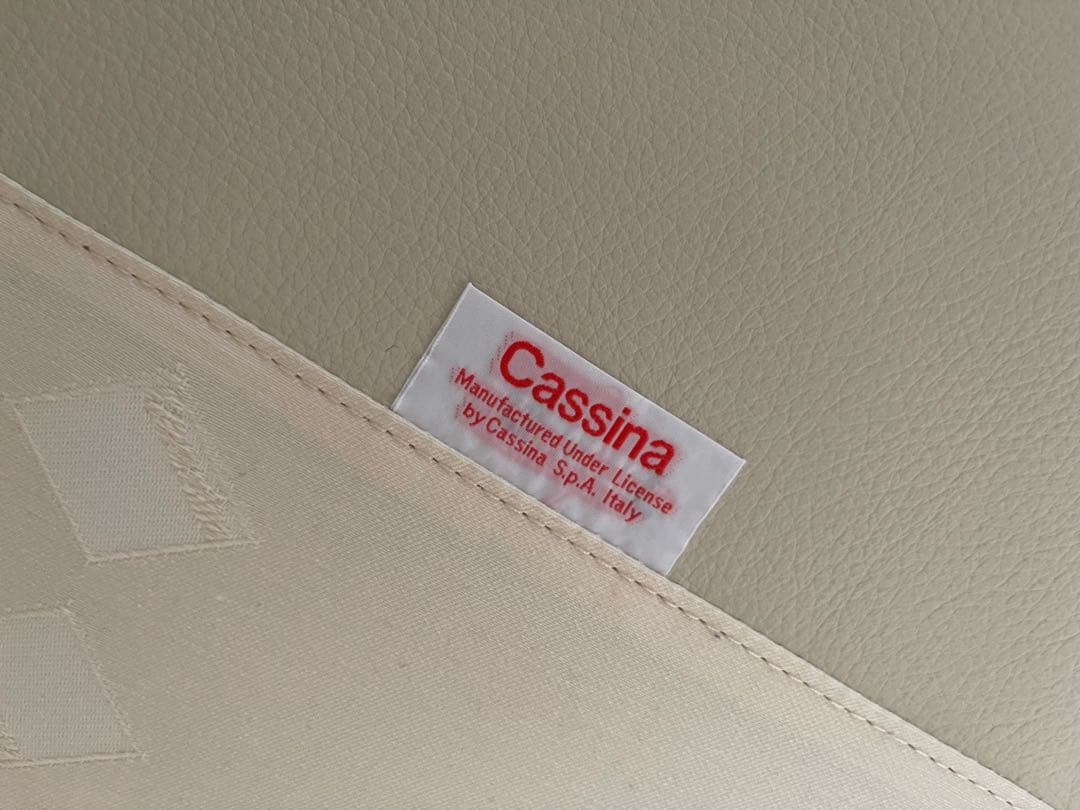 Cassina
Manufactured Under License
by Cassina S.p.A. Italy